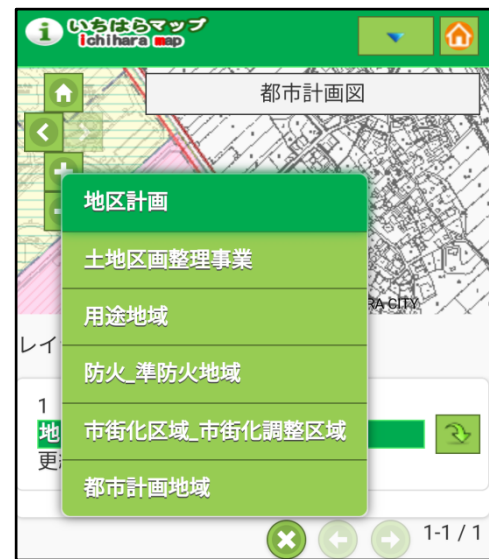 いちはらマップ
Ichihara map
都市計画図
地区計画
土地区画整理事業
用途地域
RA CITY
レイ
防火_準防火地域
1
地
市街化区域_市街化調整区域
更
都市計画地域
1-1 / 1